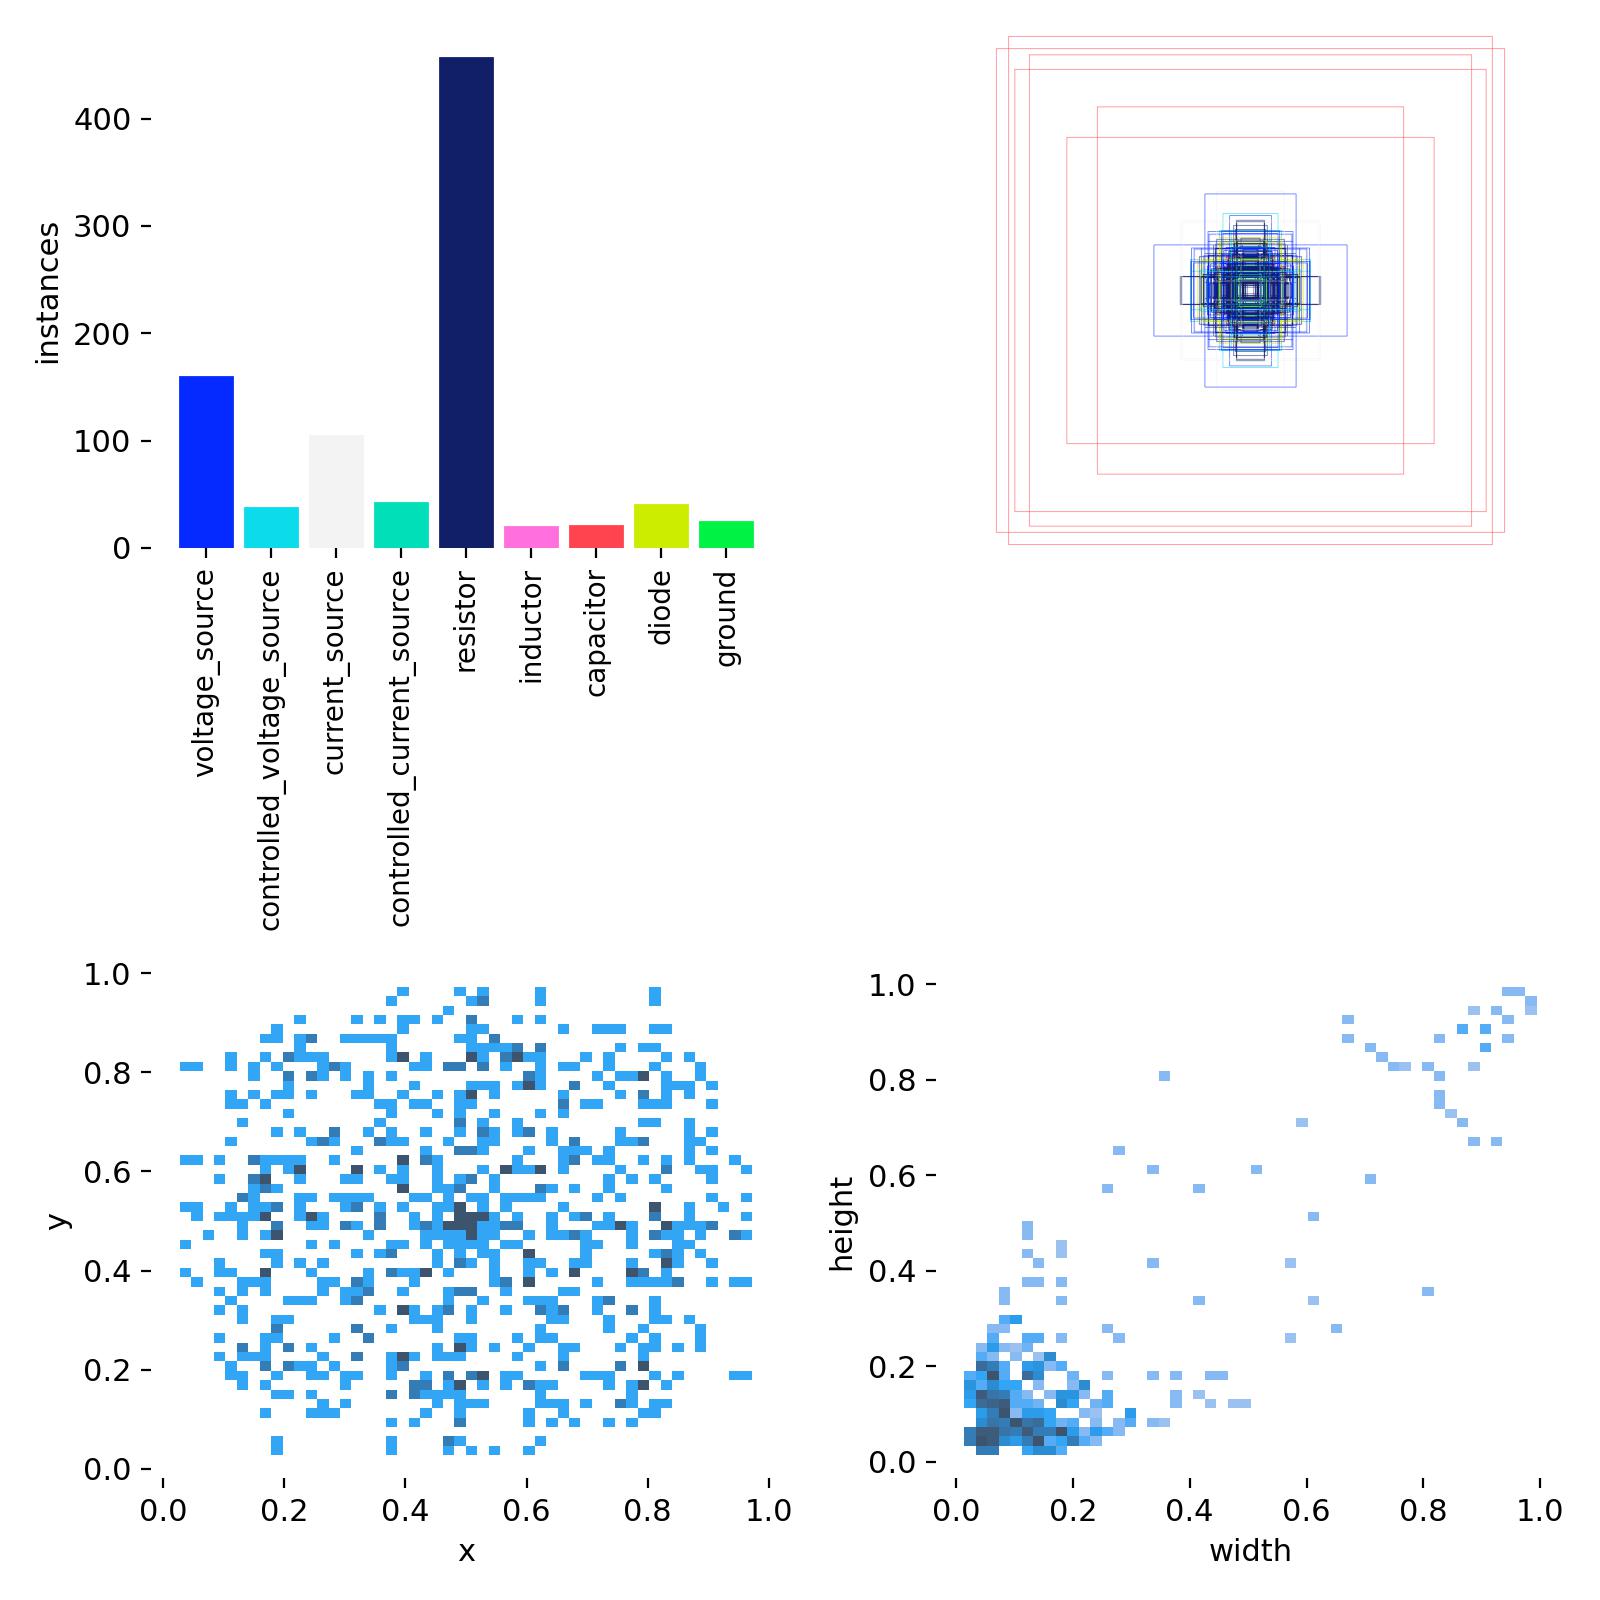 instances
400
300
200
100
0
voltage_source
controlled_voltage_source
current_source
controlled_current_source
resistor
inductor
capacitor
diode
ground
y
1.0
0.8
0.6
0.4
0.2
0.0
0.0 0.2 0.4 0.6 0.8 1.0
x
height
1.0
0.8
0.6
0.4
0.2
0.0
0.0 0.2 0.4 0.6 0.8 1.0
width